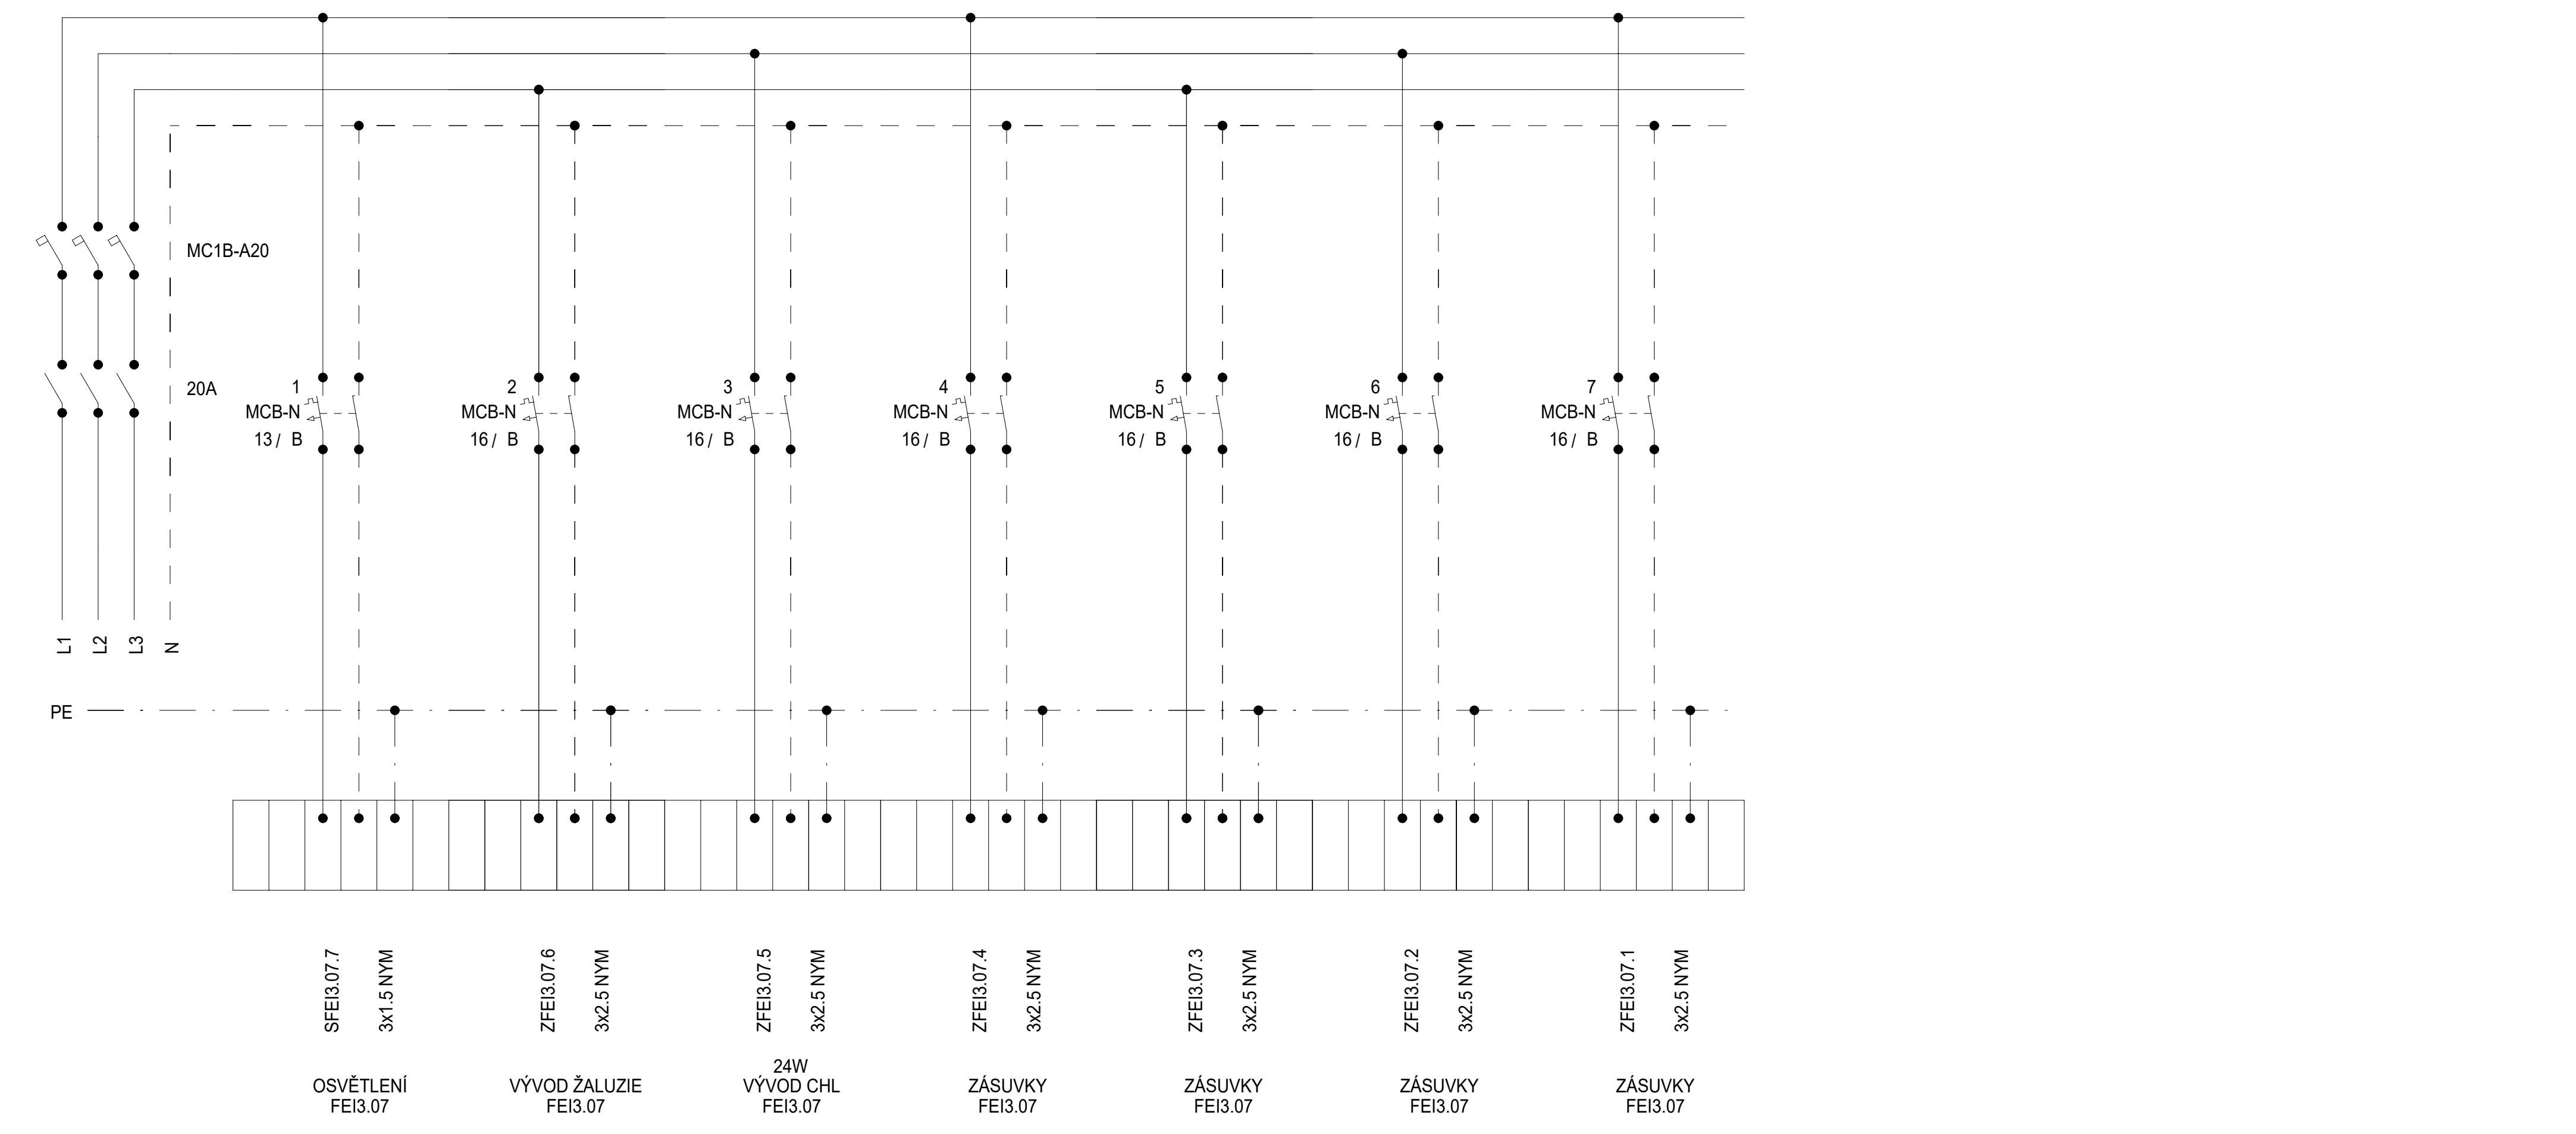 MC1B-A20
20A
1
MCB-N
13 / B
2
MCB-N
16 / B
3
MCB-N
16 / B
4
MCB-N
16 / B
5
MCB-N
16 / B
6
MCB-N
16 / B
7
MCB-N
16 / B
L1
L2
L3
N
PE
SFEI3.07.7
3x1.5 NYM
ZFEI3.07.6
3x2.5 NYM
ZFEI3.07.5
3x2.5 NYM
ZFEI3.07.4
3x2.5 NYM
ZFEI3.07.3
3x2.5 NYM
ZFEI3.07.2
3x2.5 NYM
ZFEI3.07.1
3x2.5 NYM
OSVĚTLENÍ
FEI3.07
VÝVOD ŽALUZIE
FEI3.07
24W
VÝVOD CHL
FEI3.07
ZÁSUVKY
FEI3.07
ZÁSUVKY
FEI3.07
ZÁSUVKY
FEI3.07
ZÁSUVKY
FEI3.07